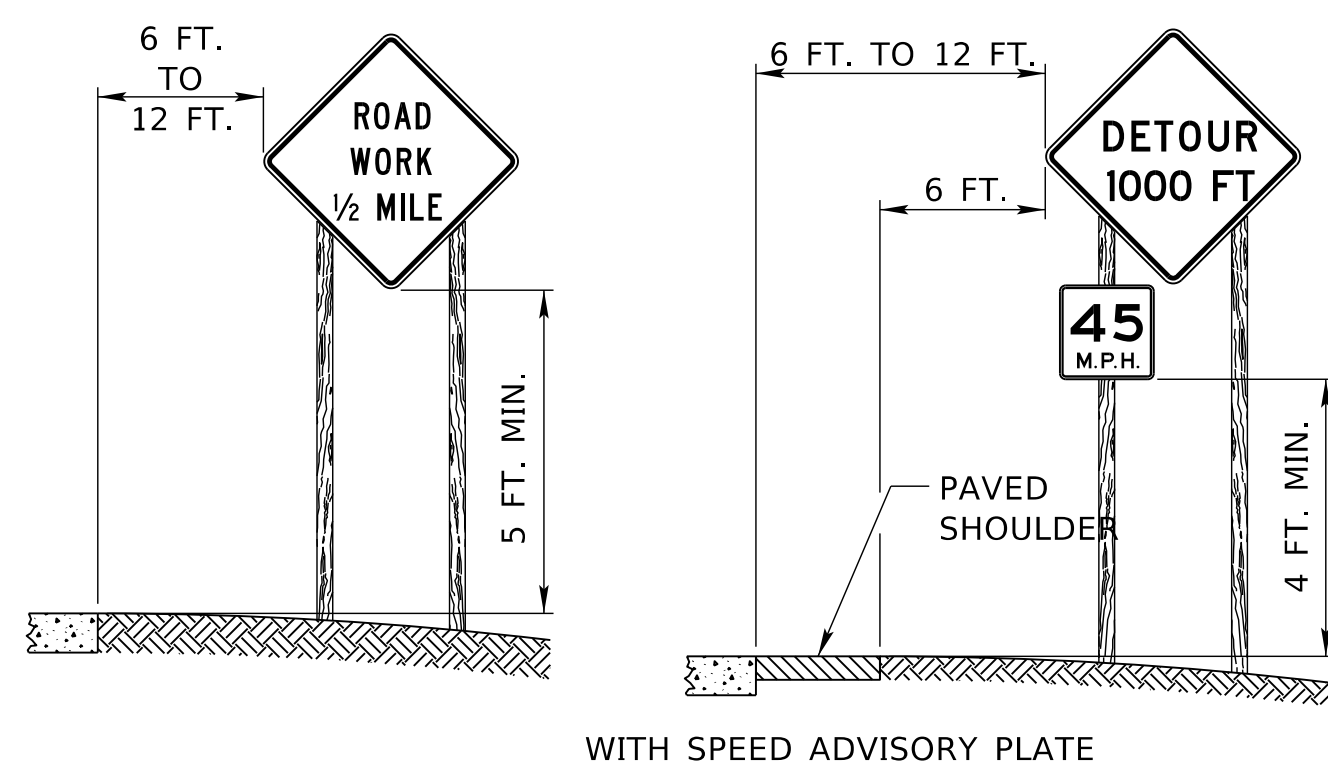 6 FT.
TO
12 FT.
ROAD
WORK
½ MILE
5 FT. MIN.
6 FT. TO 12 FT.
DETOUR
1000 FT
6 FT.
45
M.P.H.
PAVED
SHOULDER
4 FT. MIN.
WITH SPEED ADVISORY PLATE